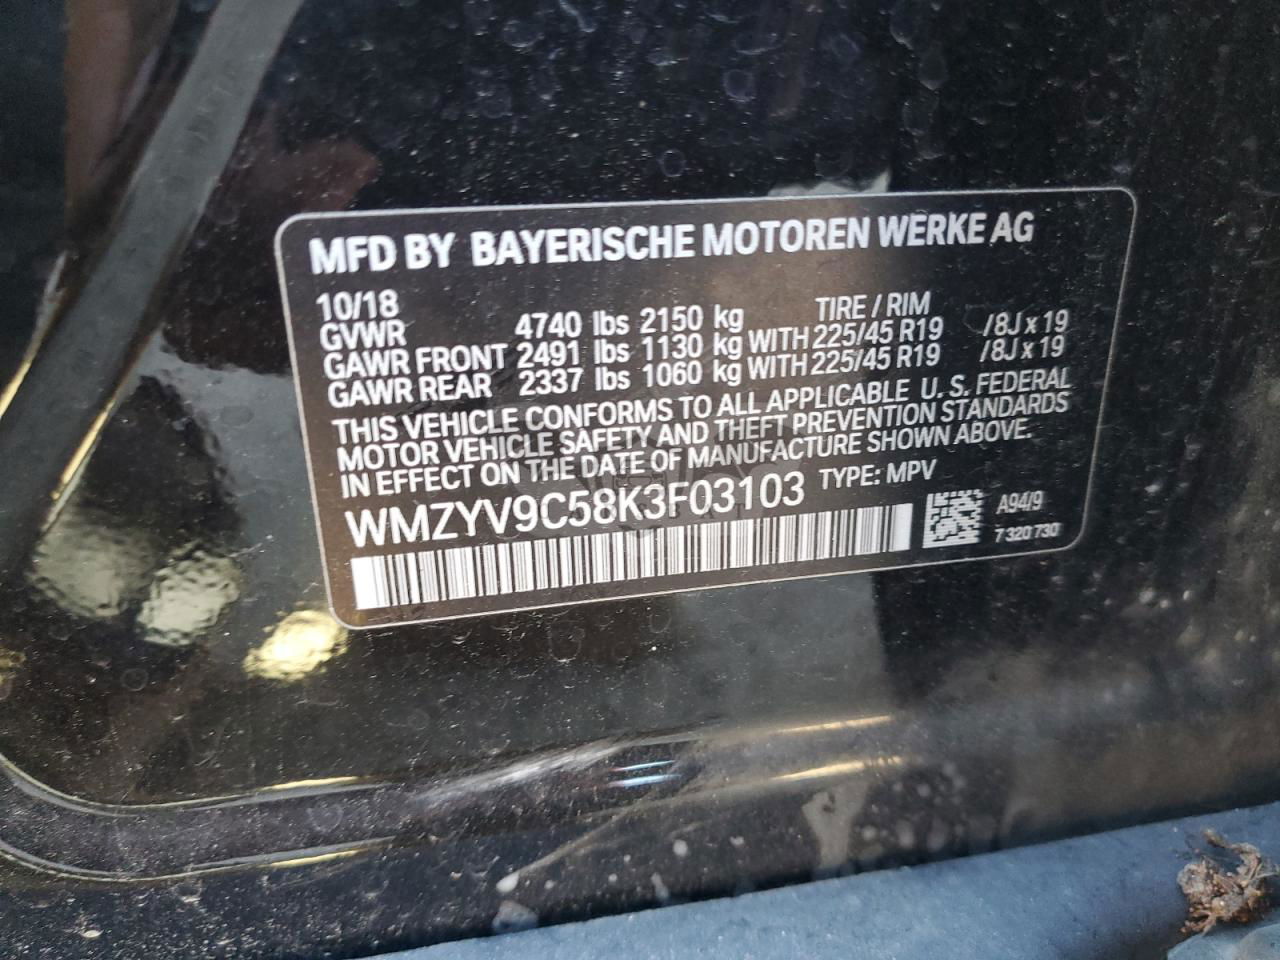 MFD BY BAYERISCHE MOTOREN WERKE AG
10/18 TIRE / RIM
GVWR 4740 lbs 2150 kg
GAWR FRONT 2491 lbs 1130 kg WITH 225/45 R19 /8J x 19
GAWR REAR 2337 lbs 1060 kg WITH 225/45 R19 /8J x 19
THIS VEHICLE CONFORMS TO ALL APPLICABLE U. S. FEDERAL
MOTOR VEHICLE SAFETY AND THEFT PREVENTION STANDARDS
IN EFFECT ON THE DATE OF MANUFACTURE SHOWN ABOVE.
WMZYV9C58K3F03103 TYPE: MPV
A94/9
7 320 730